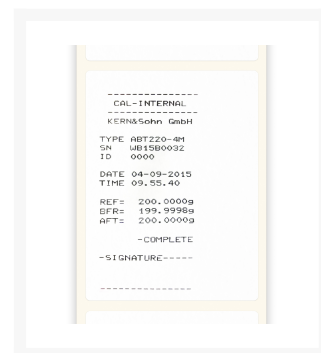 ---------------
CAL-INTERNAL
---------------
KERN&Sohn GmbH
TYPE ABT220-4M
SN   WB15B0032
ID   0000
DATE 04-09-2015
TIME 09.55.40
REF=  200.0000g
BFR=  199.9998g
AFT=  200.0000g
-COMPLETE
-SIGNATURE-----
---------------